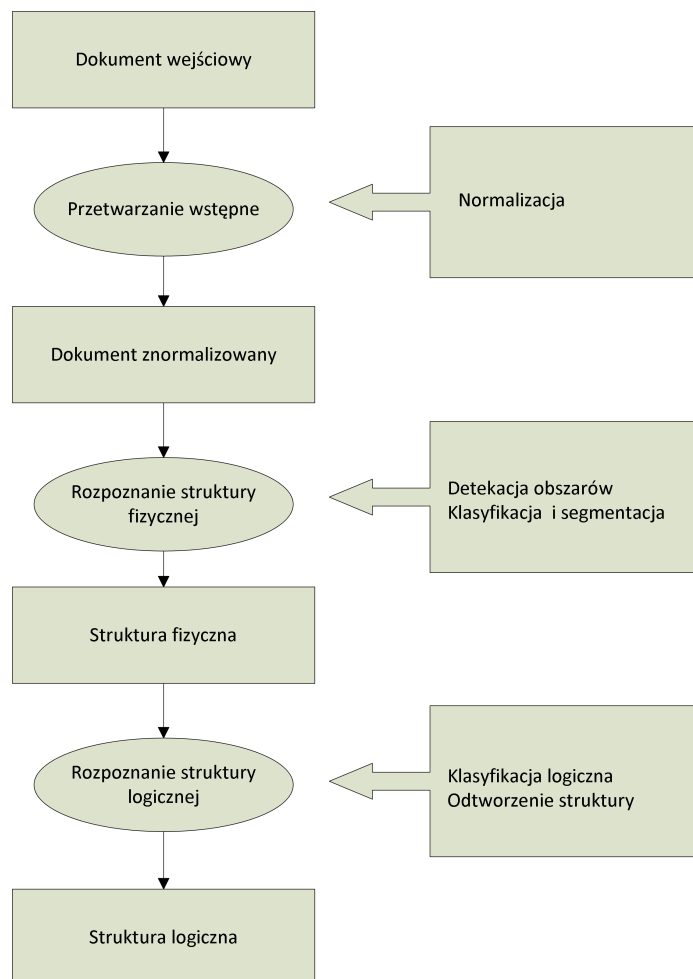 Dokument wejściowy
Przetwarzanie wstępne
Normalizacja
Dokument znormalizowany
Rozpoznanie struktury
fizycznej
Detekacja obszarów
Klasyfikacja i segmentacja
Struktura fizyczna
Rozpoznanie struktury
logicznej
Klasyfikacja logiczna
Odtworzenie struktury
Struktura logiczna